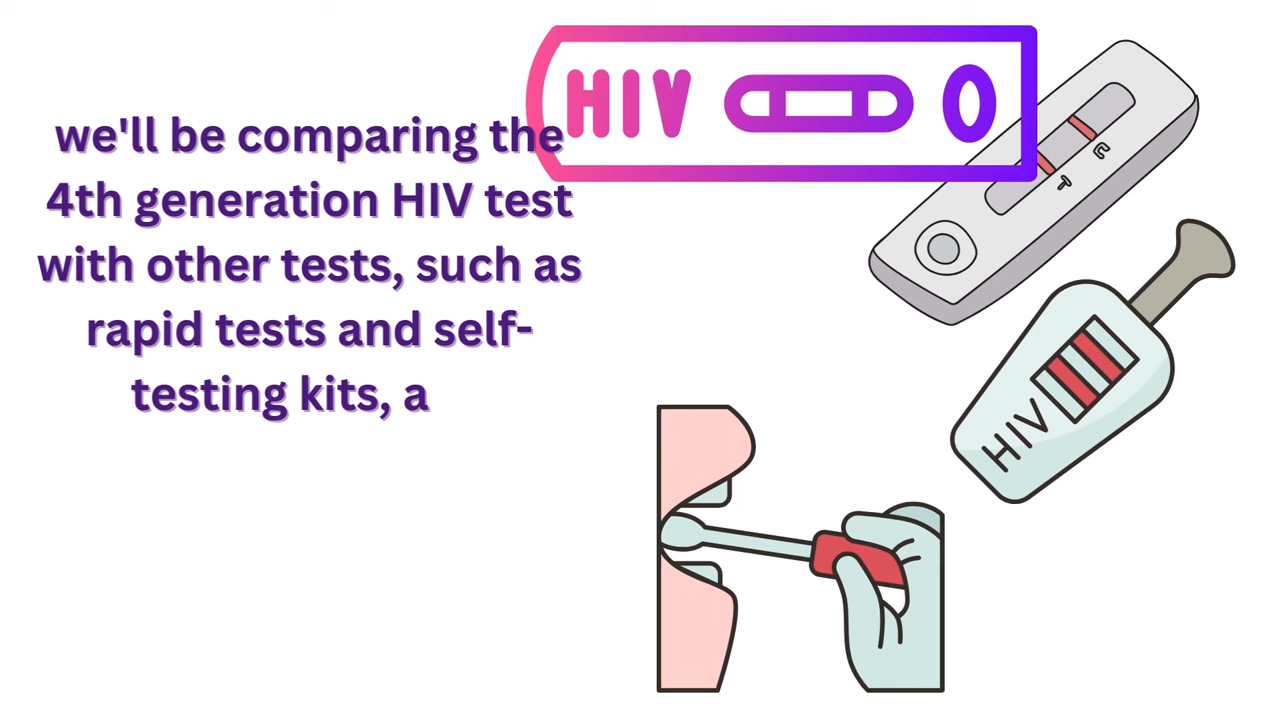 we'll be comparing the
4th generation HIV test
with other tests, such as
rapid tests and self-
testing kits, a
HIV
C
T
HIV